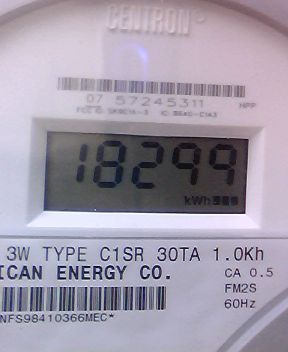 CENTRON®
07 57245311 HPP
18299
kWh
3W TYPE C1SR 30TA 1.0Kh
ICAN ENERGY CO. CA 0.5
FM2S
60Hz
NFS98410366MEC*